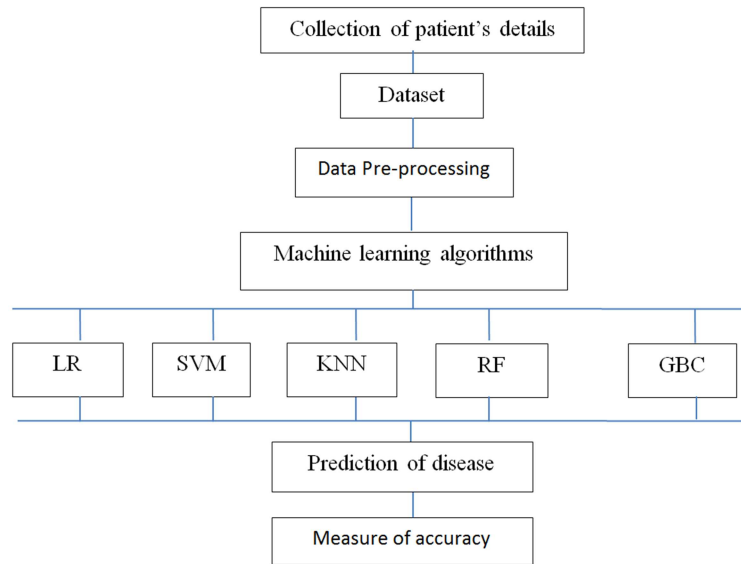 Collection of patient’s details
Dataset
Data Pre-processing
Machine learning algorithms
LR
SVM
KNN
RF
GBC
Prediction of disease
Measure of accuracy